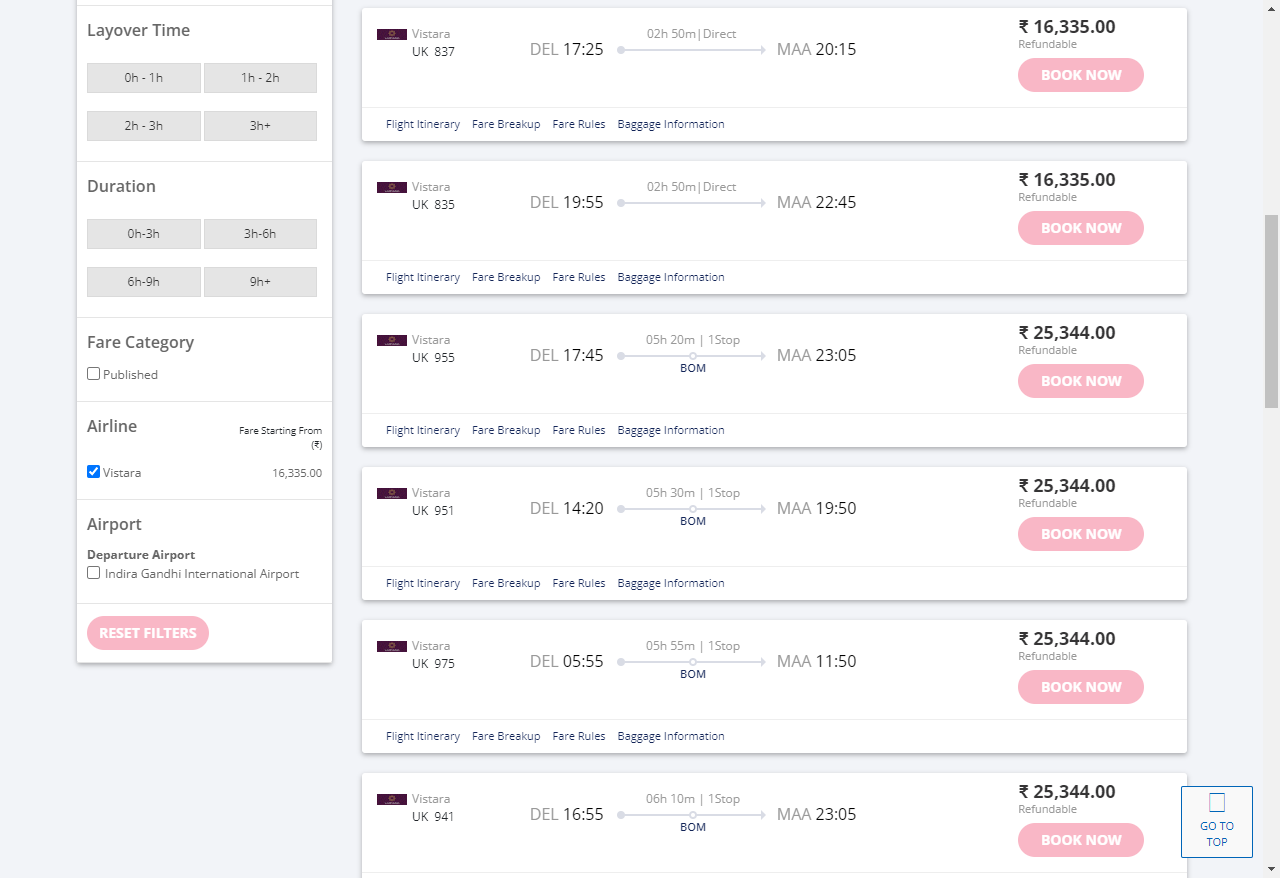 Layover Time
0h - 1h
1h - 2h
2h - 3h
3h+
Duration
0h-3h
3h-6h
6h-9h
9h+
Fare Category
Published
Airline
Fare Starting From
(₹)
Vistara
16,335.00
Airport
Departure Airport
Indira Gandhi International Airport
RESET FILTERS
Vistara
UK 837
DEL 17:25
02h 50m|Direct
MAA 20:15
₹ 16,335.00
Refundable
BOOK NOW
Flight Itinerary Fare Breakup Fare Rules Baggage Information
Vistara
UK 835
DEL 19:55
02h 50m|Direct
MAA 22:45
₹ 16,335.00
Refundable
BOOK NOW
Flight Itinerary Fare Breakup Fare Rules Baggage Information
Vistara
UK 955
DEL 17:45
05h 20m | 1Stop
BOM
MAA 23:05
₹ 25,344.00
Refundable
BOOK NOW
Flight Itinerary Fare Breakup Fare Rules Baggage Information
Vistara
UK 951
DEL 14:20
05h 30m | 1Stop
BOM
MAA 19:50
₹ 25,344.00
Refundable
BOOK NOW
Flight Itinerary Fare Breakup Fare Rules Baggage Information
Vistara
UK 975
DEL 05:55
05h 55m | 1Stop
BOM
MAA 11:50
₹ 25,344.00
Refundable
BOOK NOW
Flight Itinerary Fare Breakup Fare Rules Baggage Information
Vistara
UK 941
DEL 16:55
06h 10m | 1Stop
BOM
MAA 23:05
₹ 25,344.00
Refundable
BOOK NOW
GO TO
TOP